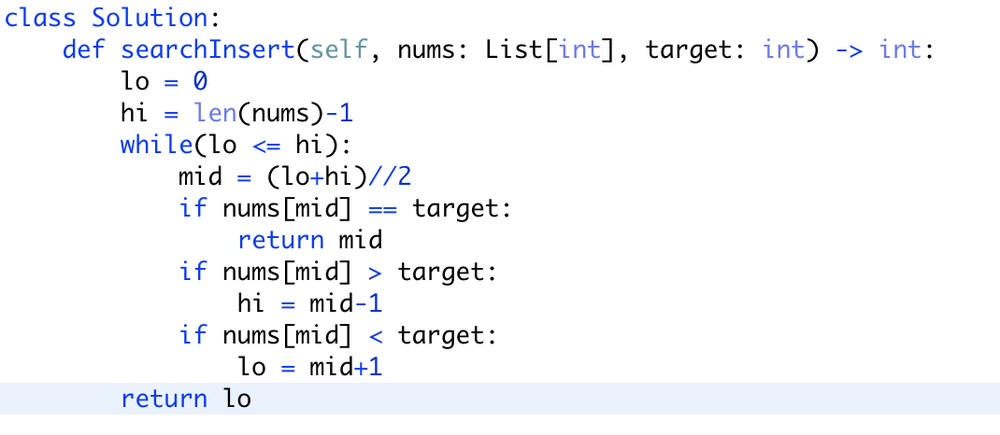 class Solution:
    def searchInsert(self, nums: List[int], target: int) -> int:
        lo = 0
        hi = len(nums)-1
        while(lo <= hi):
            mid = (lo+hi)//2
            if nums[mid] == target:
                return mid
            if nums[mid] > target:
                hi = mid-1
            if nums[mid] < target:
                lo = mid+1
        return lo